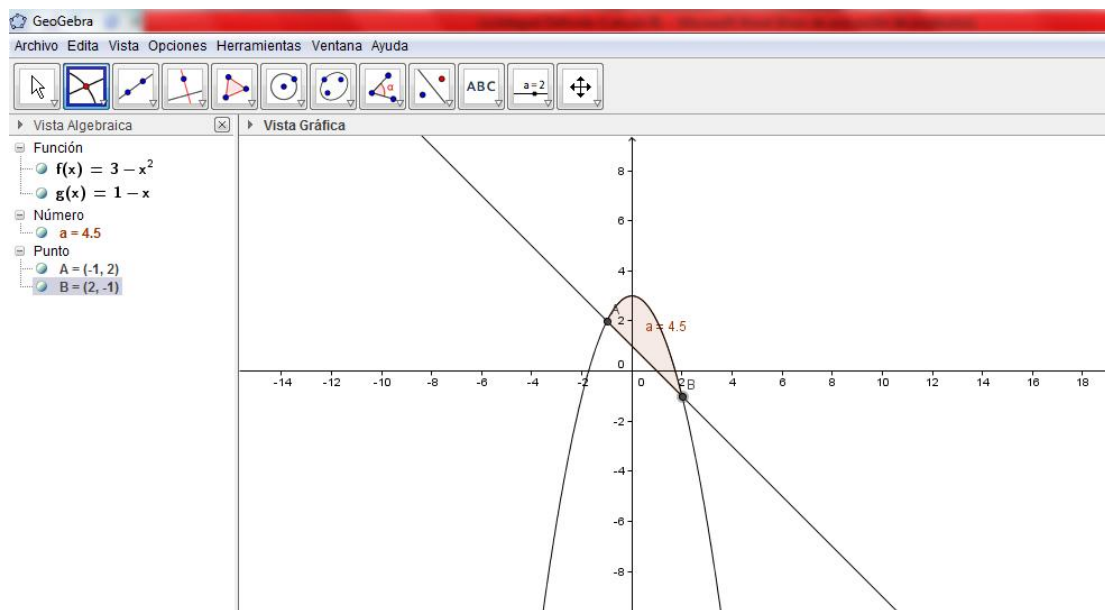 GeoGebra
Archivo Edita Vista Opciones Herramientas Ventana Ayuda
ABC
a=2
α
Vista Algebraica
Vista Gráfica
Función
f(x) = 3 – x²
g(x) = 1 – x
Número
a = 4.5
Punto
A = (-1, 2)
B = (2, -1)
8
6
4
A
2
a = 4.5
0
-14 -12 -10 -8 -6 -4 -2 0 2 4 6 8 10 12 14 16 18
B
-2
-4
-6
-8